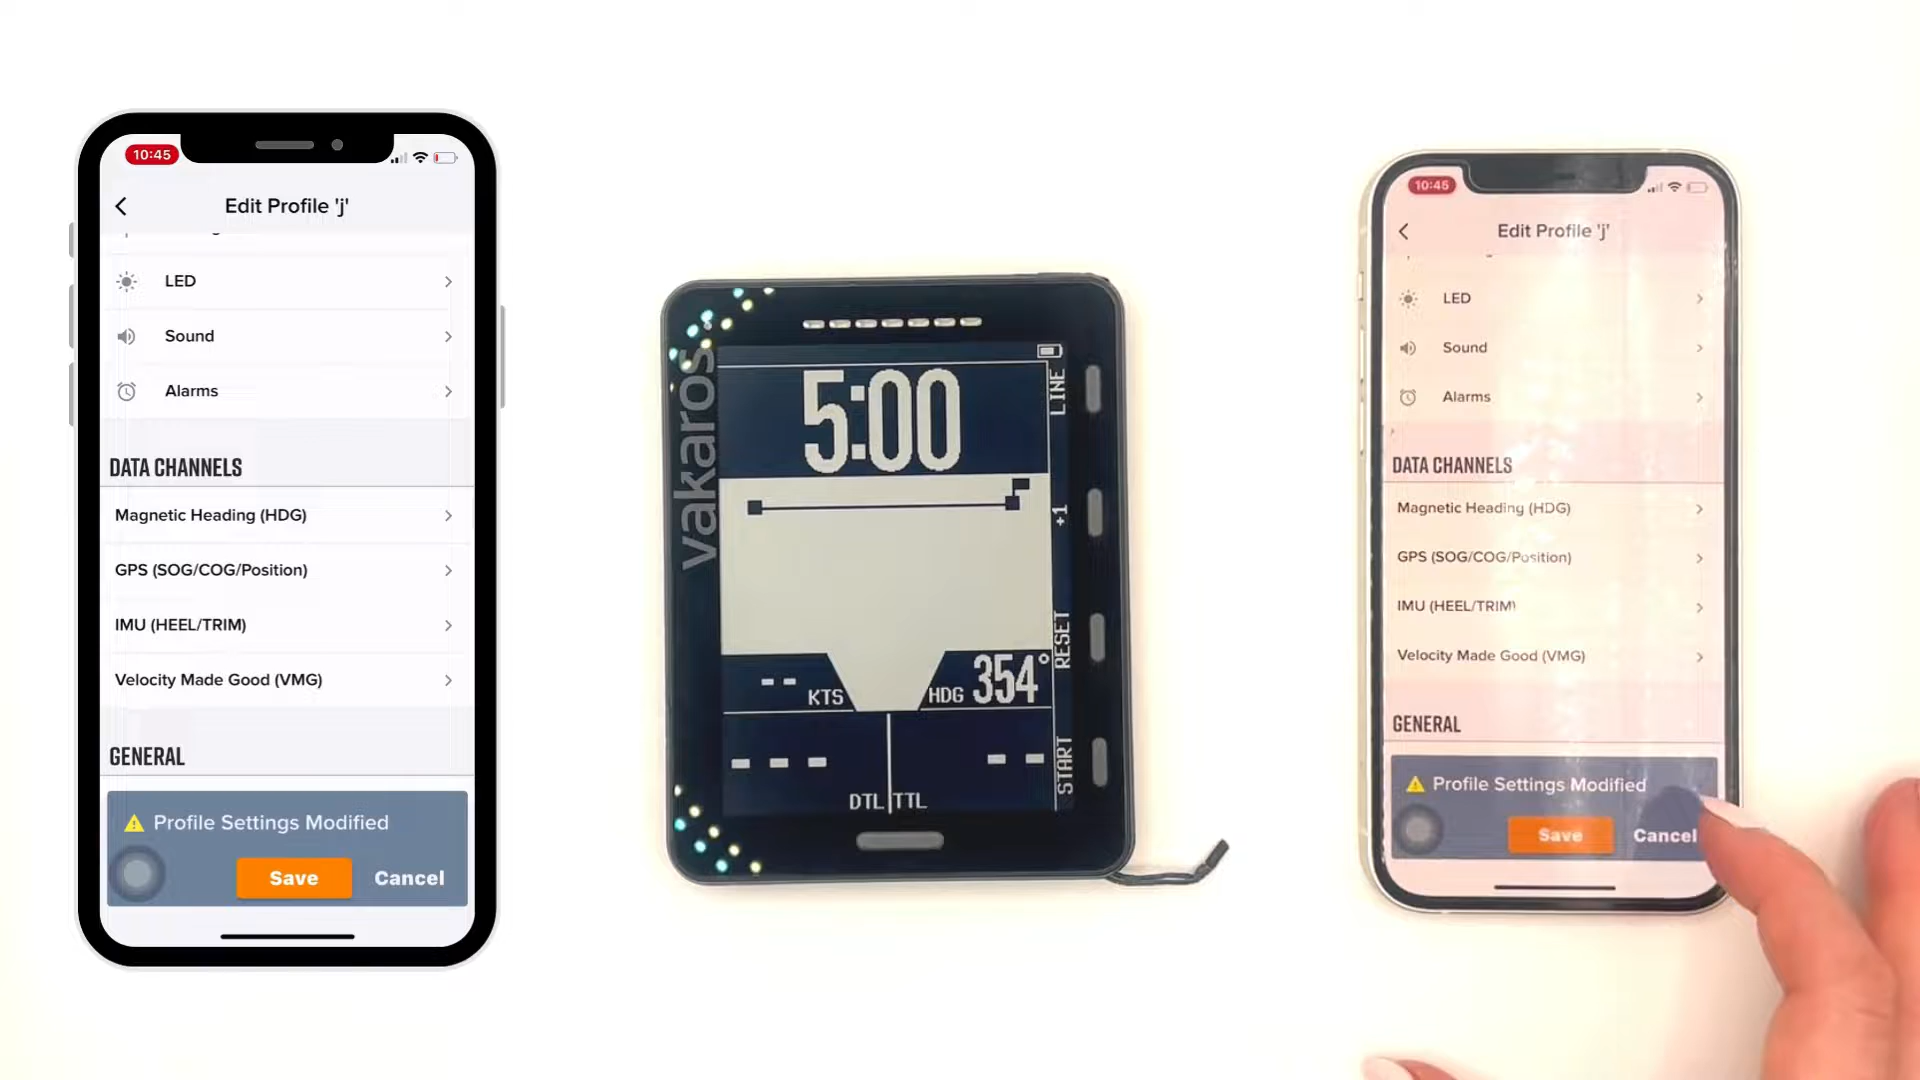 10:45
Edit Profile 'j'
LED
Sound
Alarms
DATA CHANNELS
Magnetic Heading (HDG)
GPS (SOG/COG/Position)
IMU (HEEL/TRIM)
Velocity Made Good (VMG)
GENERAL
Profile Settings Modified
Save Cancel
vakaros
5:00
LINE
+1
RESET
START
-- KTS
HDG 354°
--- --
DTL TTL
10:45
Edit Profile 'j'
LED
Sound
Alarms
DATA CHANNELS
Magnetic Heading (HDG)
GPS (SOG/COG/Position)
IMU (HEEL/TRIM)
Velocity Made Good (VMG)
GENERAL
Profile Settings Modified
Save Cancel